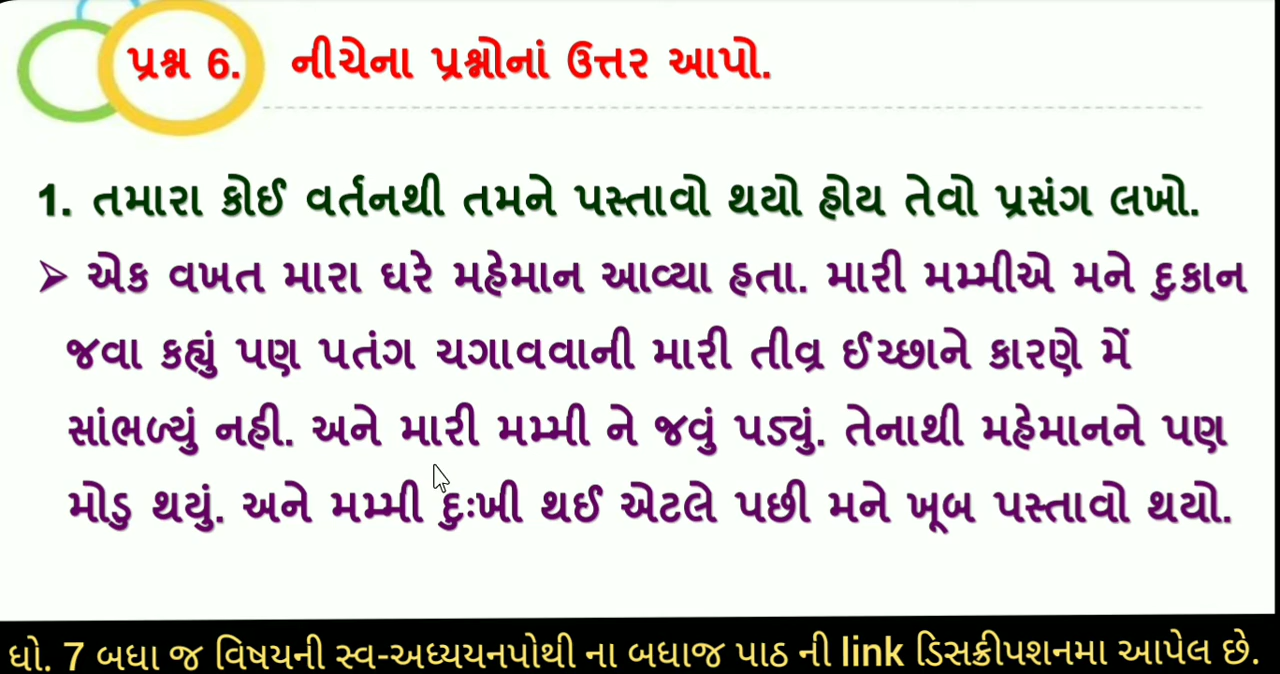 પ્રશ્ન 6. નીચેના પ્રશ્નોનાં ઉત્તર આપો.
1. તમારા કોઈ વર્તનથી તમને પસ્તાવો થયો હોય તેવો પ્રસંગ લખો.
➢ એક વખત મારા ઘરે મહેમાન આવ્યા હતા. મારી મમ્મીએ મને દુકાન
જવા કહ્યું પણ પતંગ ચગાવવાની મારી તીવ્ર ઈચ્છાને કારણે મેં
સાંભળ્યું નહી. અને મારી મમ્મી ને જવું પડ્યું. તેનાથી મહેમાનને પણ
મોડુ થયું. અને મમ્મી દુઃખી થઈ એટલે પછી મને ખૂબ પસ્તાવો થયો.
ધો. 7 બધા જ વિષયની સ્વ-અધ્યયનપોથી ના બધાજ પાઠ ની link ડિસક્રીપશનમા આપેલ છે.